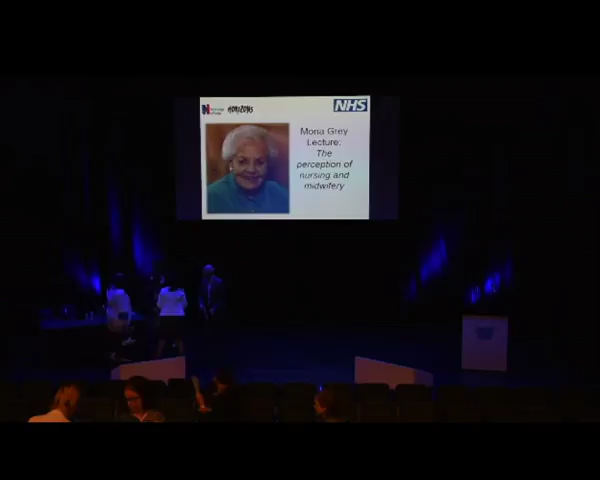 HORIZONS
NHS
Mona Grey
Lecture:
The
perception of
nursing and
midwifery